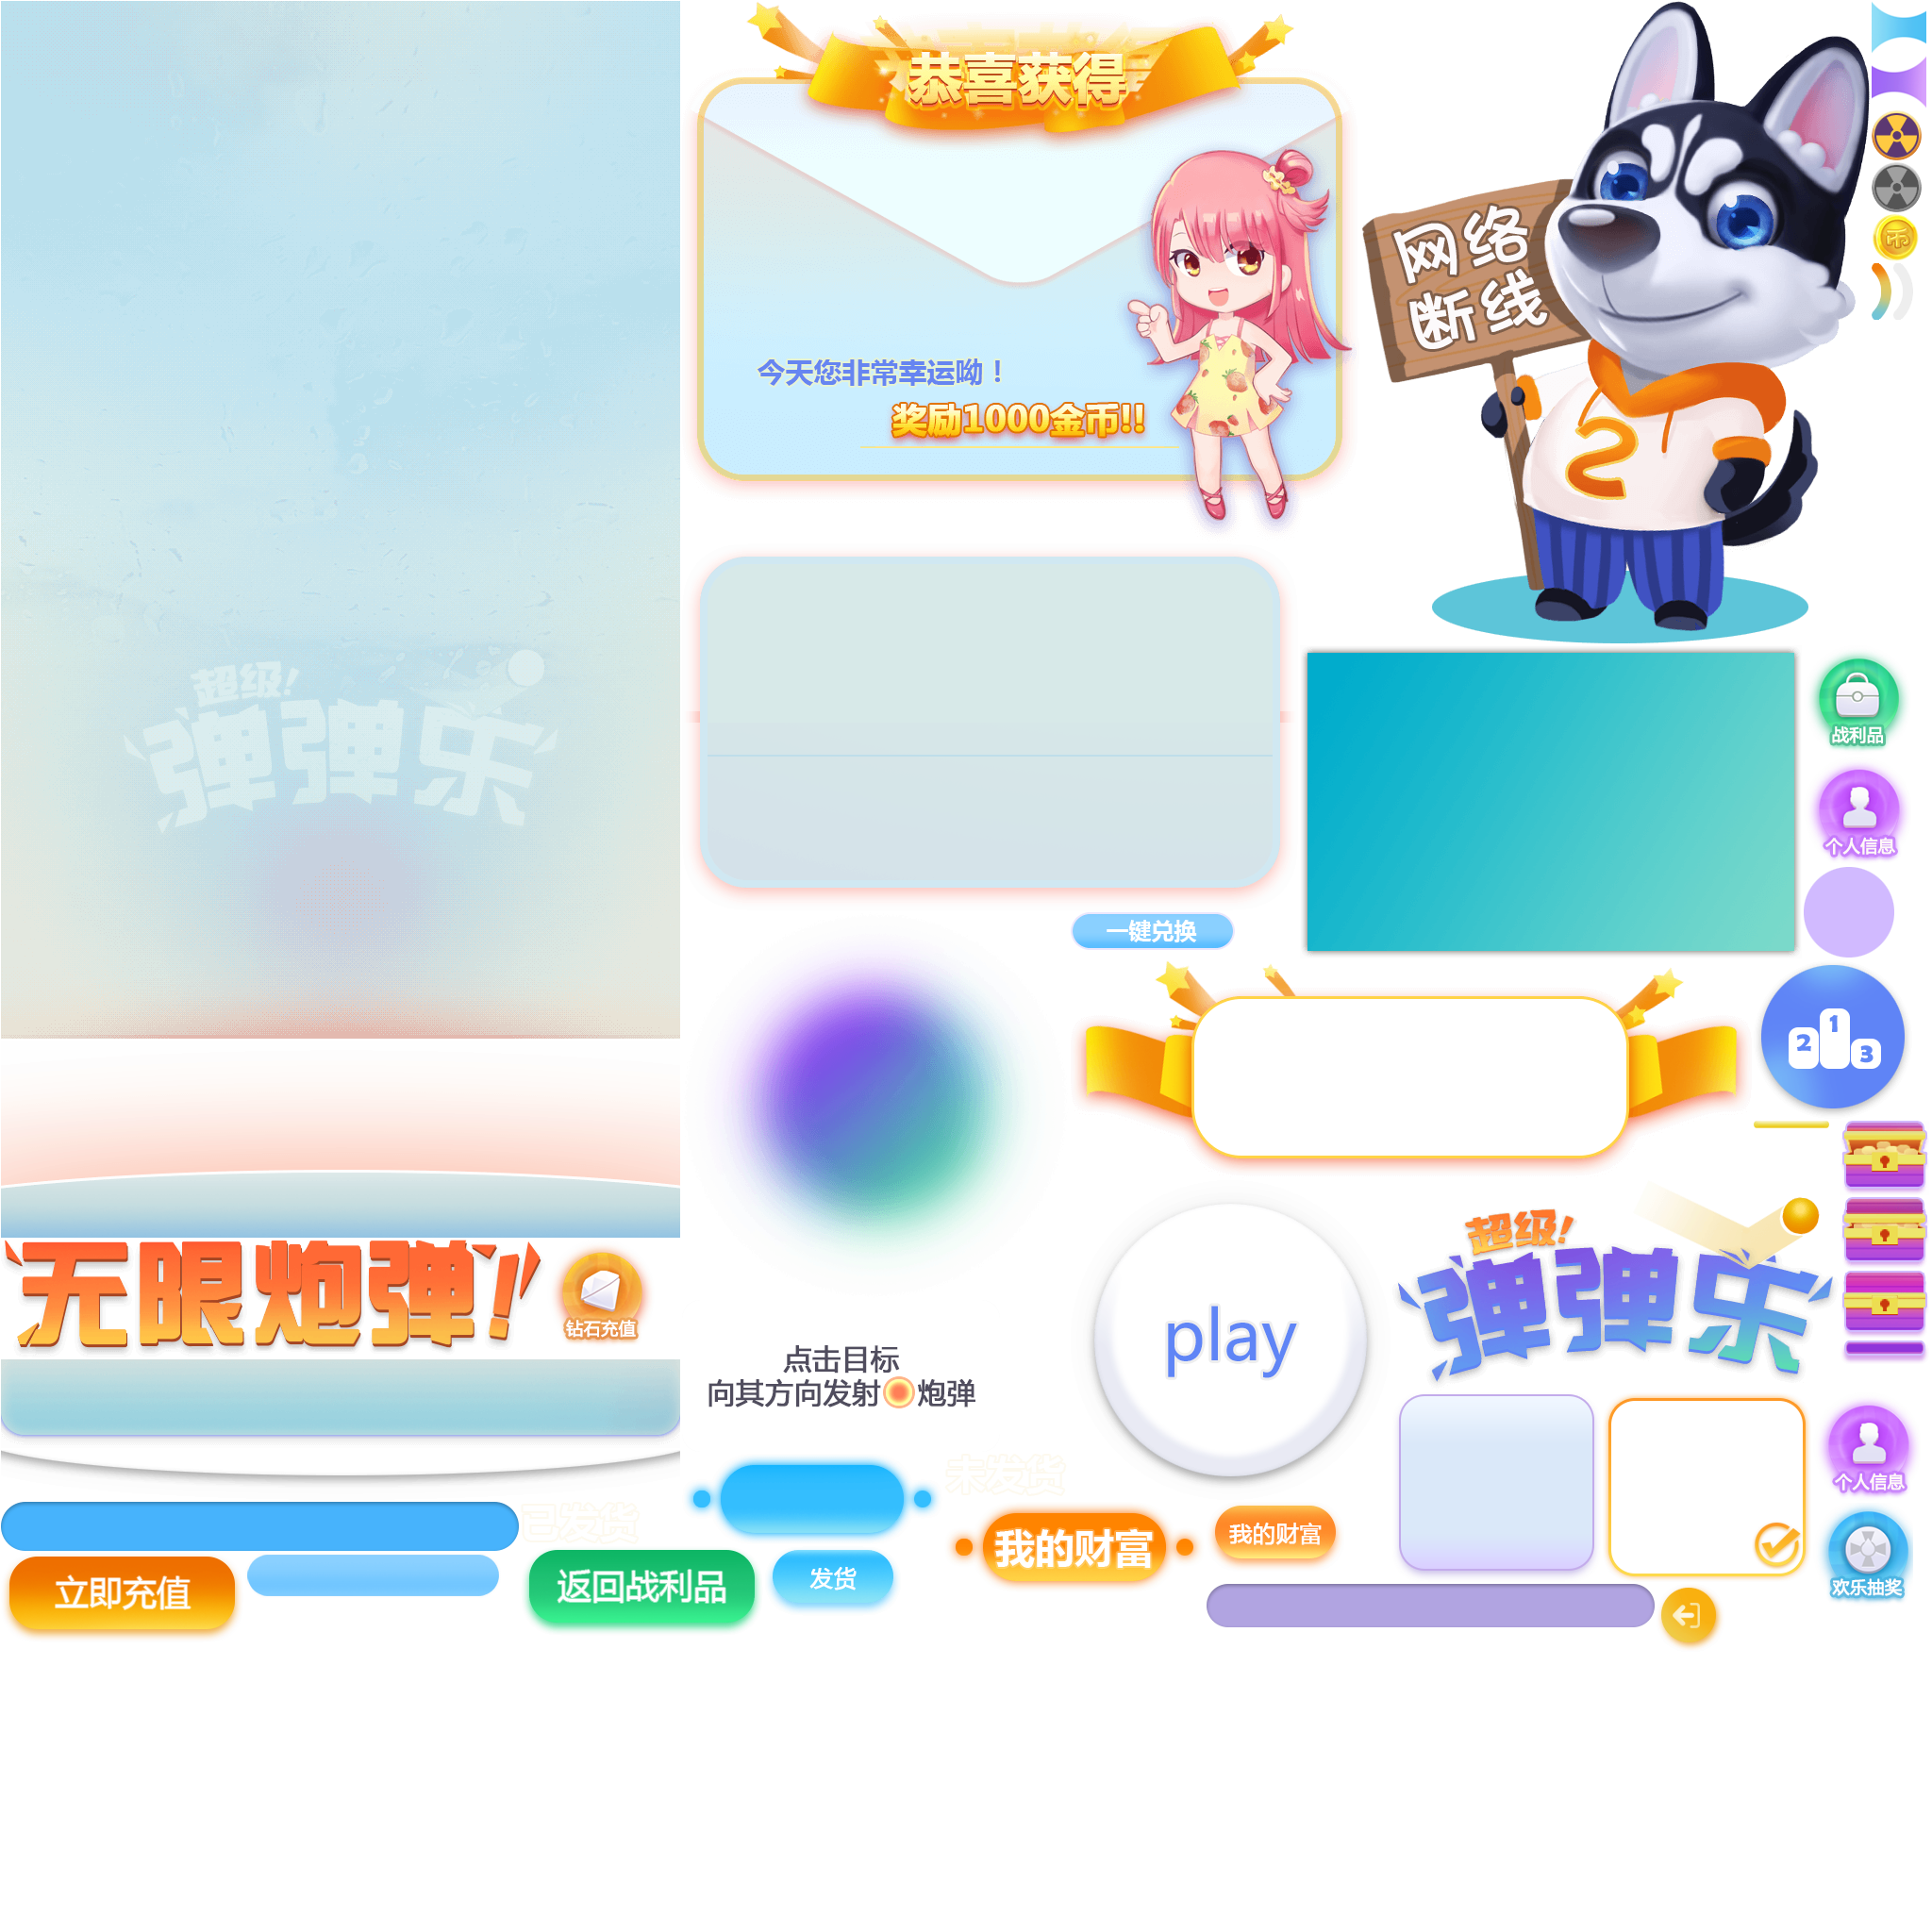 恭喜获得
今天您非常幸运呦！
奖励1000金币!!
网络
断线
2
币
超级!
弹弹乐
战利品
个人信息
一键兑换
1
2
3
无限炮弹!
钻石充值
点击目标
向其方向发射炮弹
play
超级!
弹弹乐
个人信息
未发货
已发货
我的财富
我的财富
欢乐抽奖
立即充值
返回战利品
发货